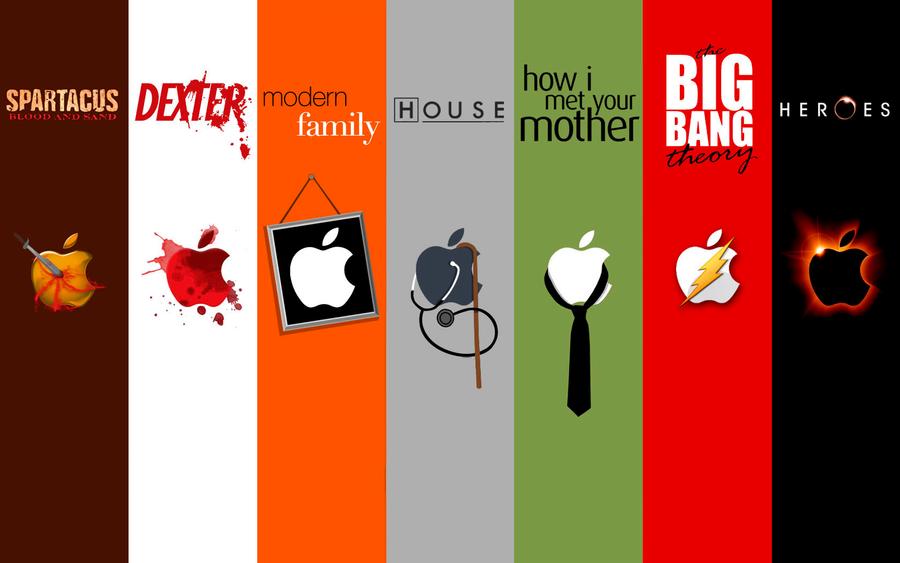 SPARTACUS
BLOOD AND SAND
DEXTER
modern
family
HOUSE
how i
met your
mother
the
BIG
BANG
theory
HEROES